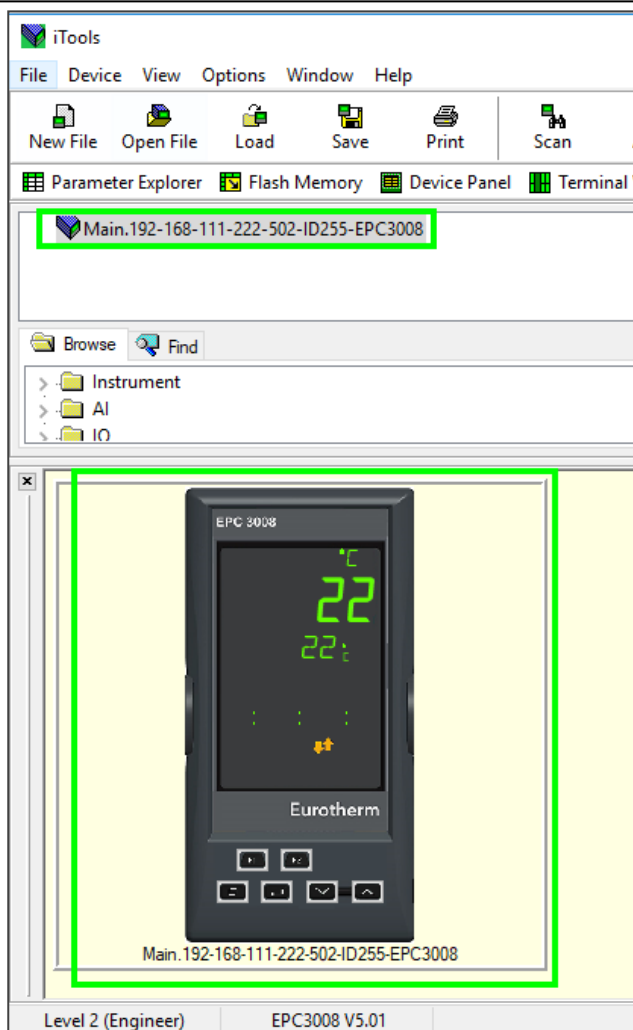 iTools
File Device View Options Window Help
New File Open File Load Save Print Scan
Parameter Explorer Flash Memory Device Panel Terminal
Main.192-168-111-222-502-ID255-EPC3008
Browse Find
Instrument
AI
IO
EPC 3008
°C
22
22°C
: : :
Eurotherm
Main.192-168-111-222-502-ID255-EPC3008
Level 2 (Engineer) EPC3008 V5.01